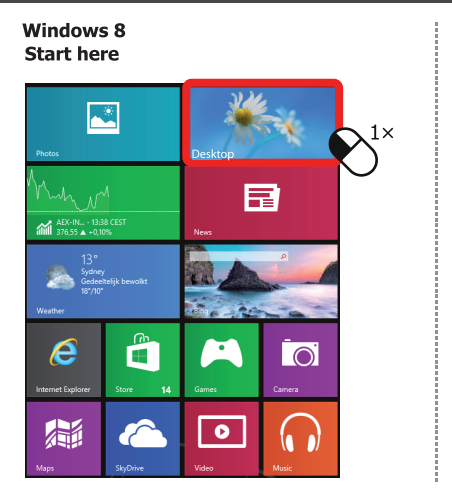 Windows 8
Start here
Photos
Desktop
1×
AEX-IN... - 13:38 CEST
376,55 ▲ +0,10%
News
13°
Sydney
Gedeeltelijk bewolkt
18°/10°
Weather
Bing
Internet Explorer
Store 14
Games
Camera
Maps
SkyDrive
Video
Music